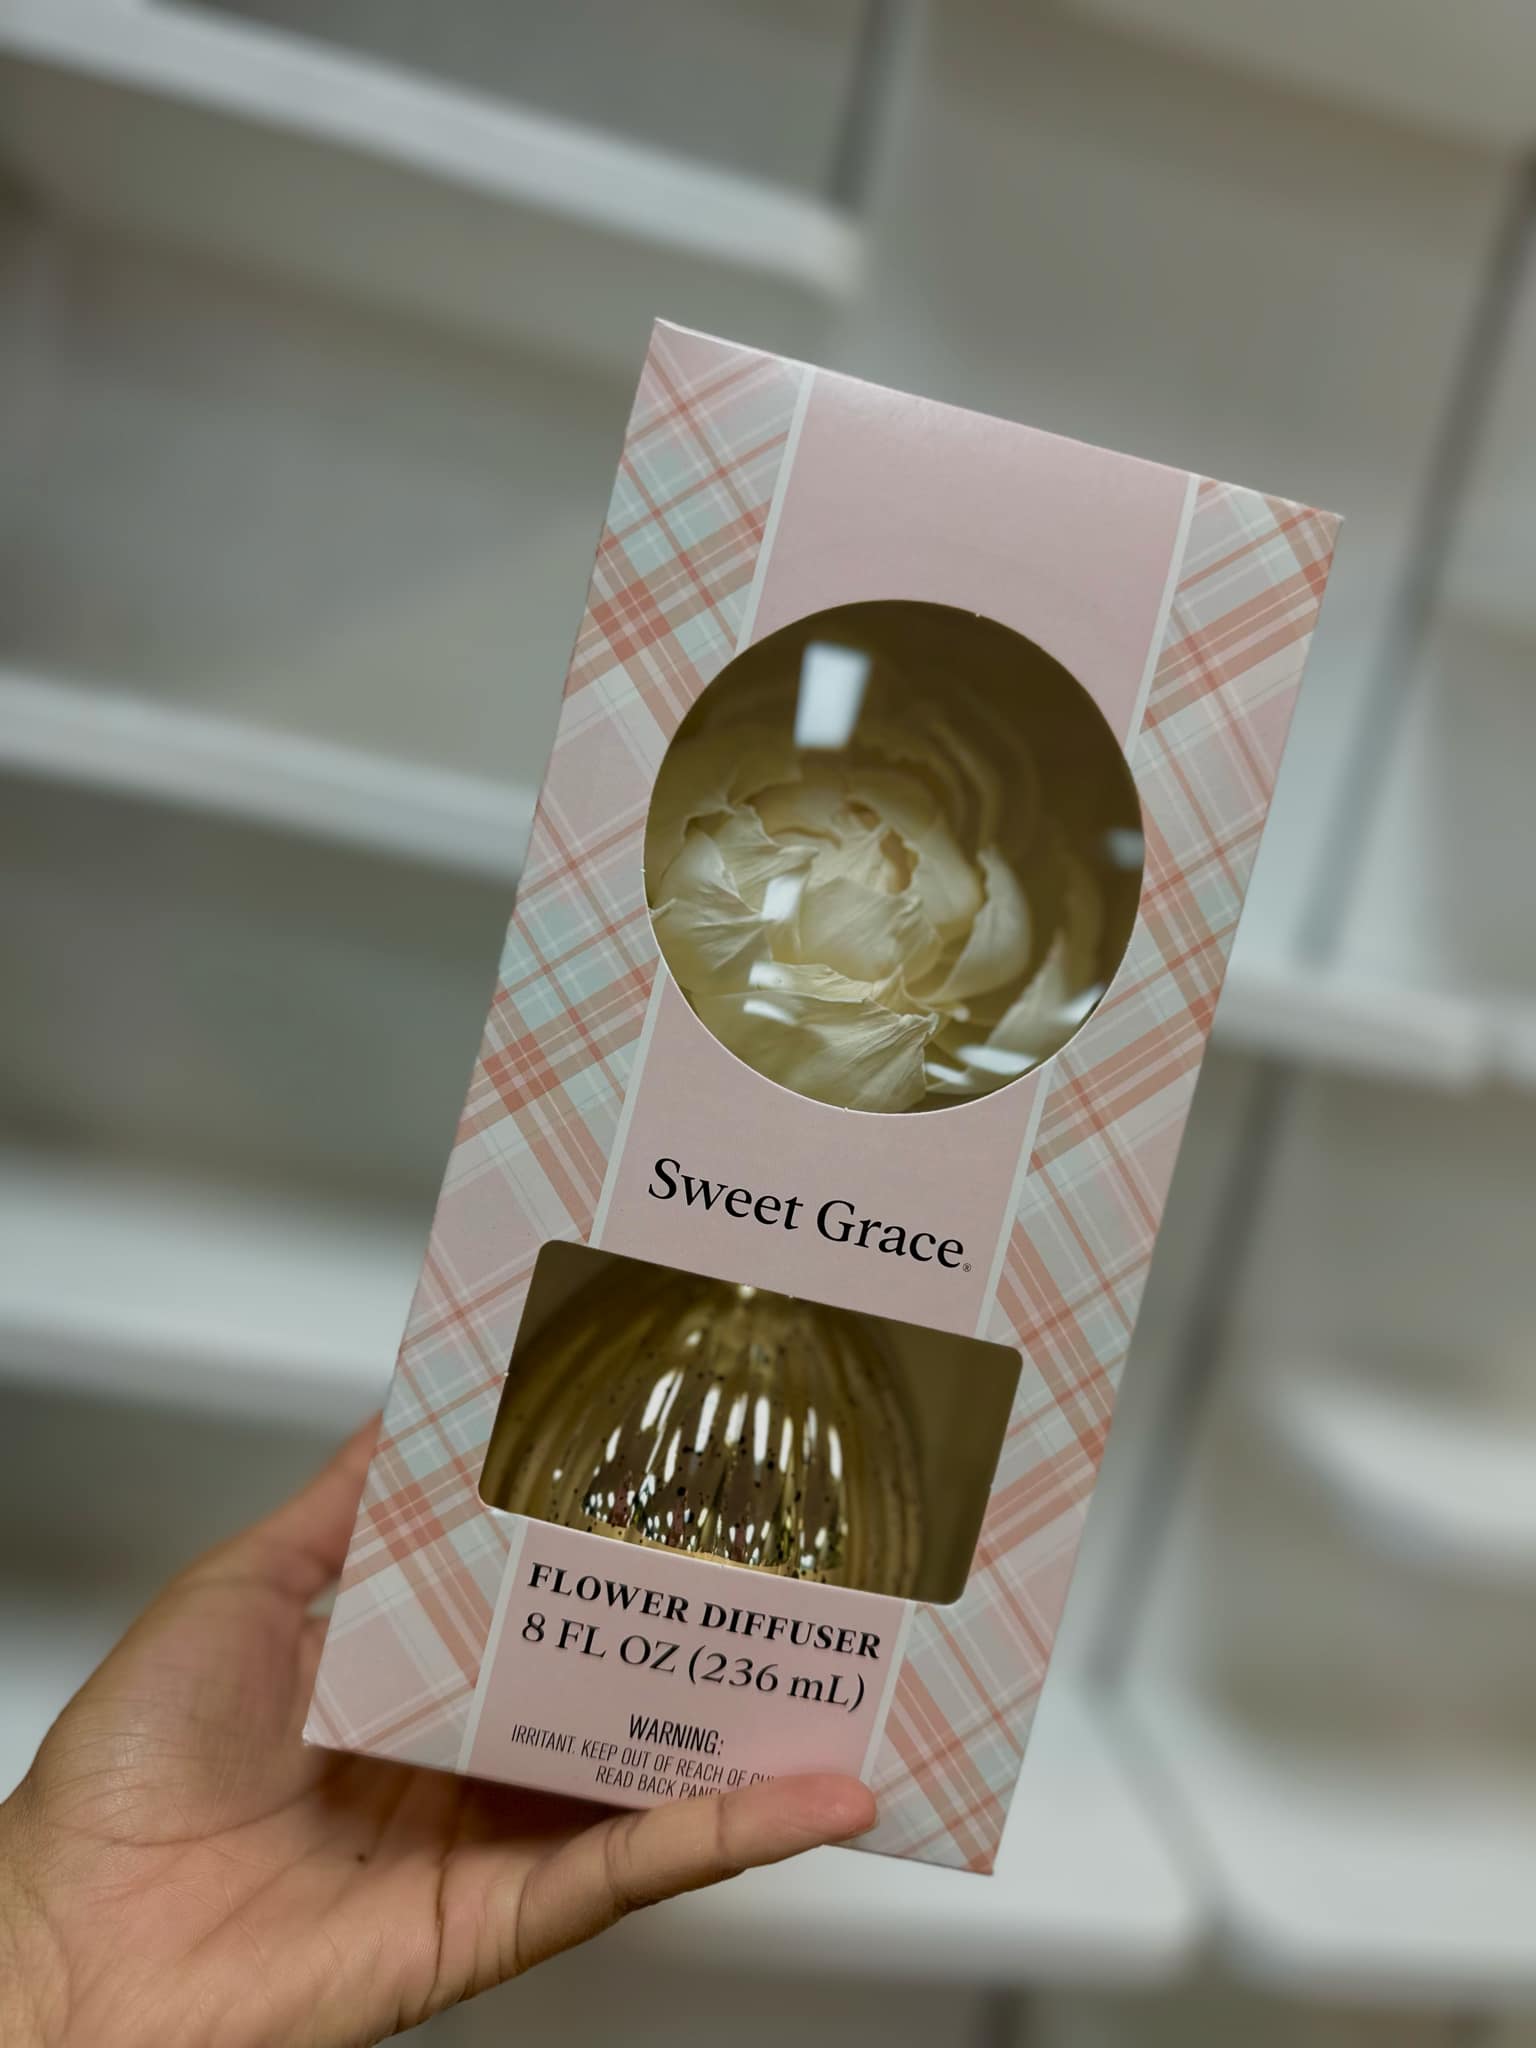 Sweet Grace®
FLOWER DIFFUSER
8 FL OZ (236 mL)
WARNING:
IRRITANT. KEEP OUT OF REACH OF
READ BACK